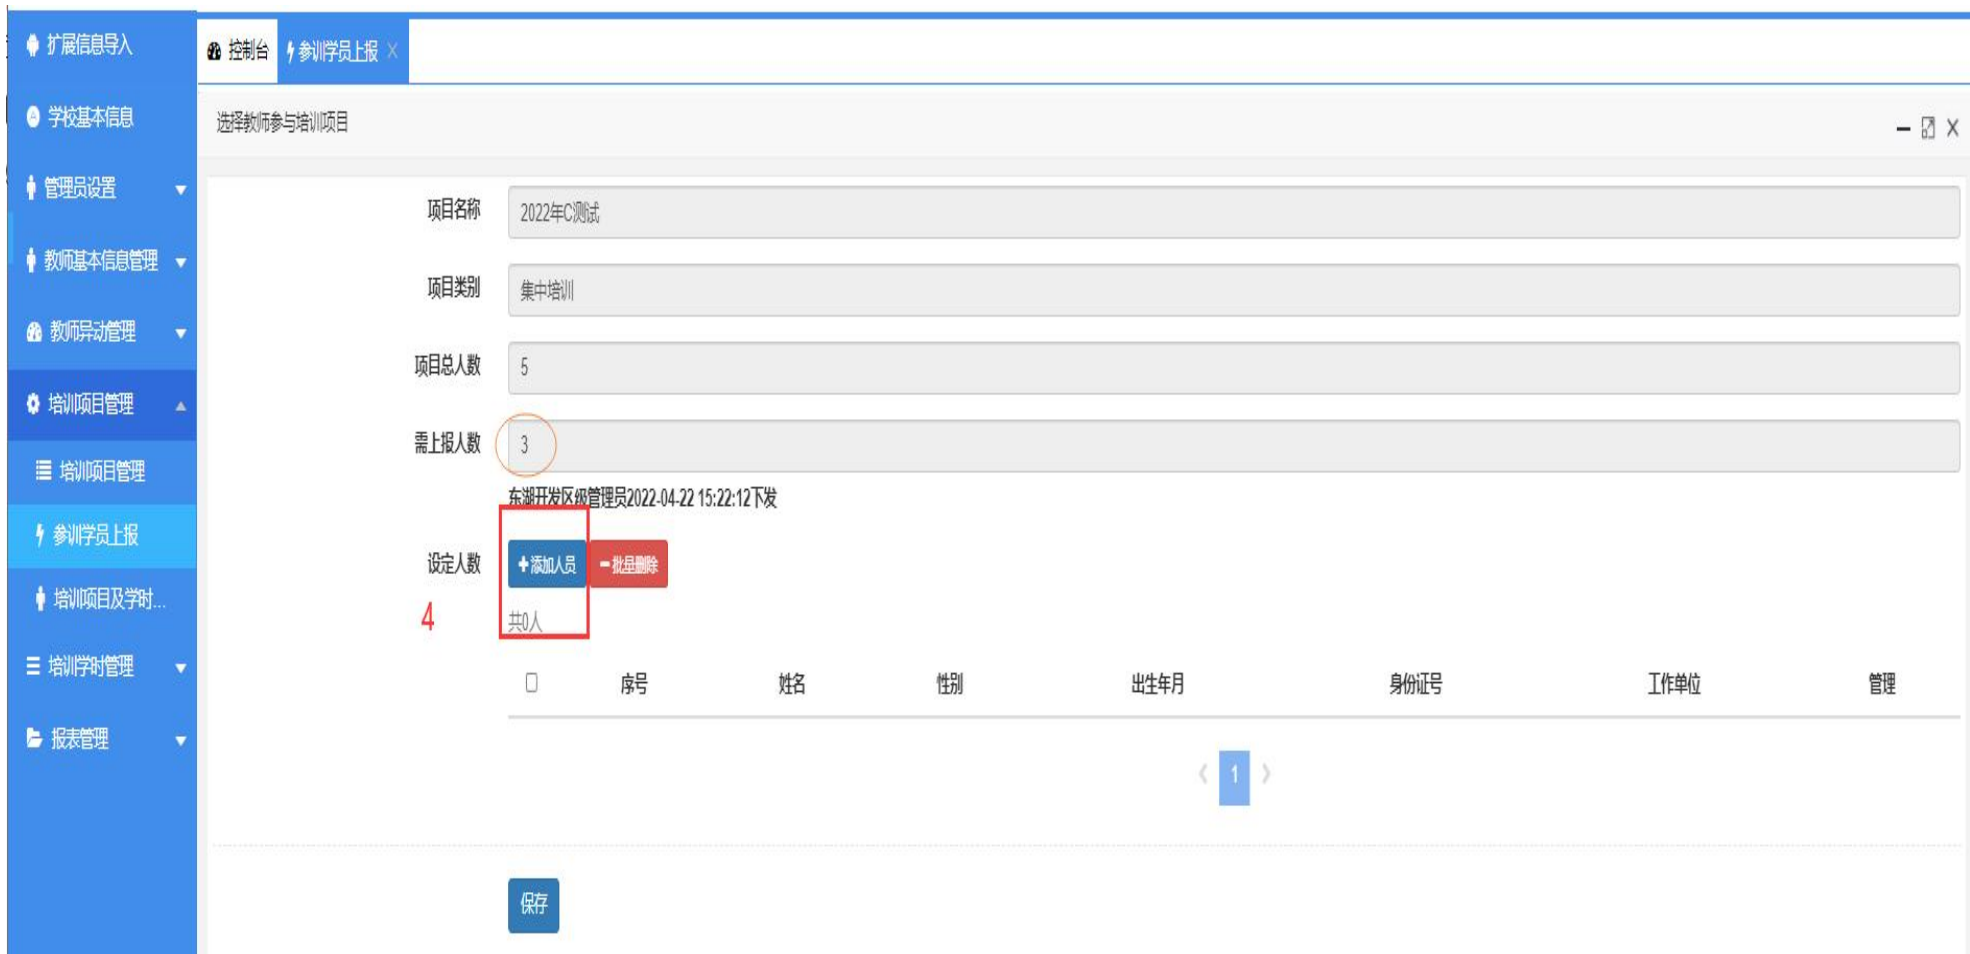 扩展信息导入
学校基本信息
管理员设置
教师基本信息管理
教师异动管理
培训项目管理
培训项目管理
参训学员上报
培训项目及学时...
培训学时管理
报表管理
控制台 参训学员上报
选择教师参与培训项目
项目名称 2022年C测试
项目类别 集中培训
项目总人数 5
需上报人数 3
东湖开发区级管理员2022-04-22 15:22:12下发
设定人数 添加人员 批量删除
4
共0人
序号 姓名 性别 出生年月 身份证号 工作单位 管理
1
保存